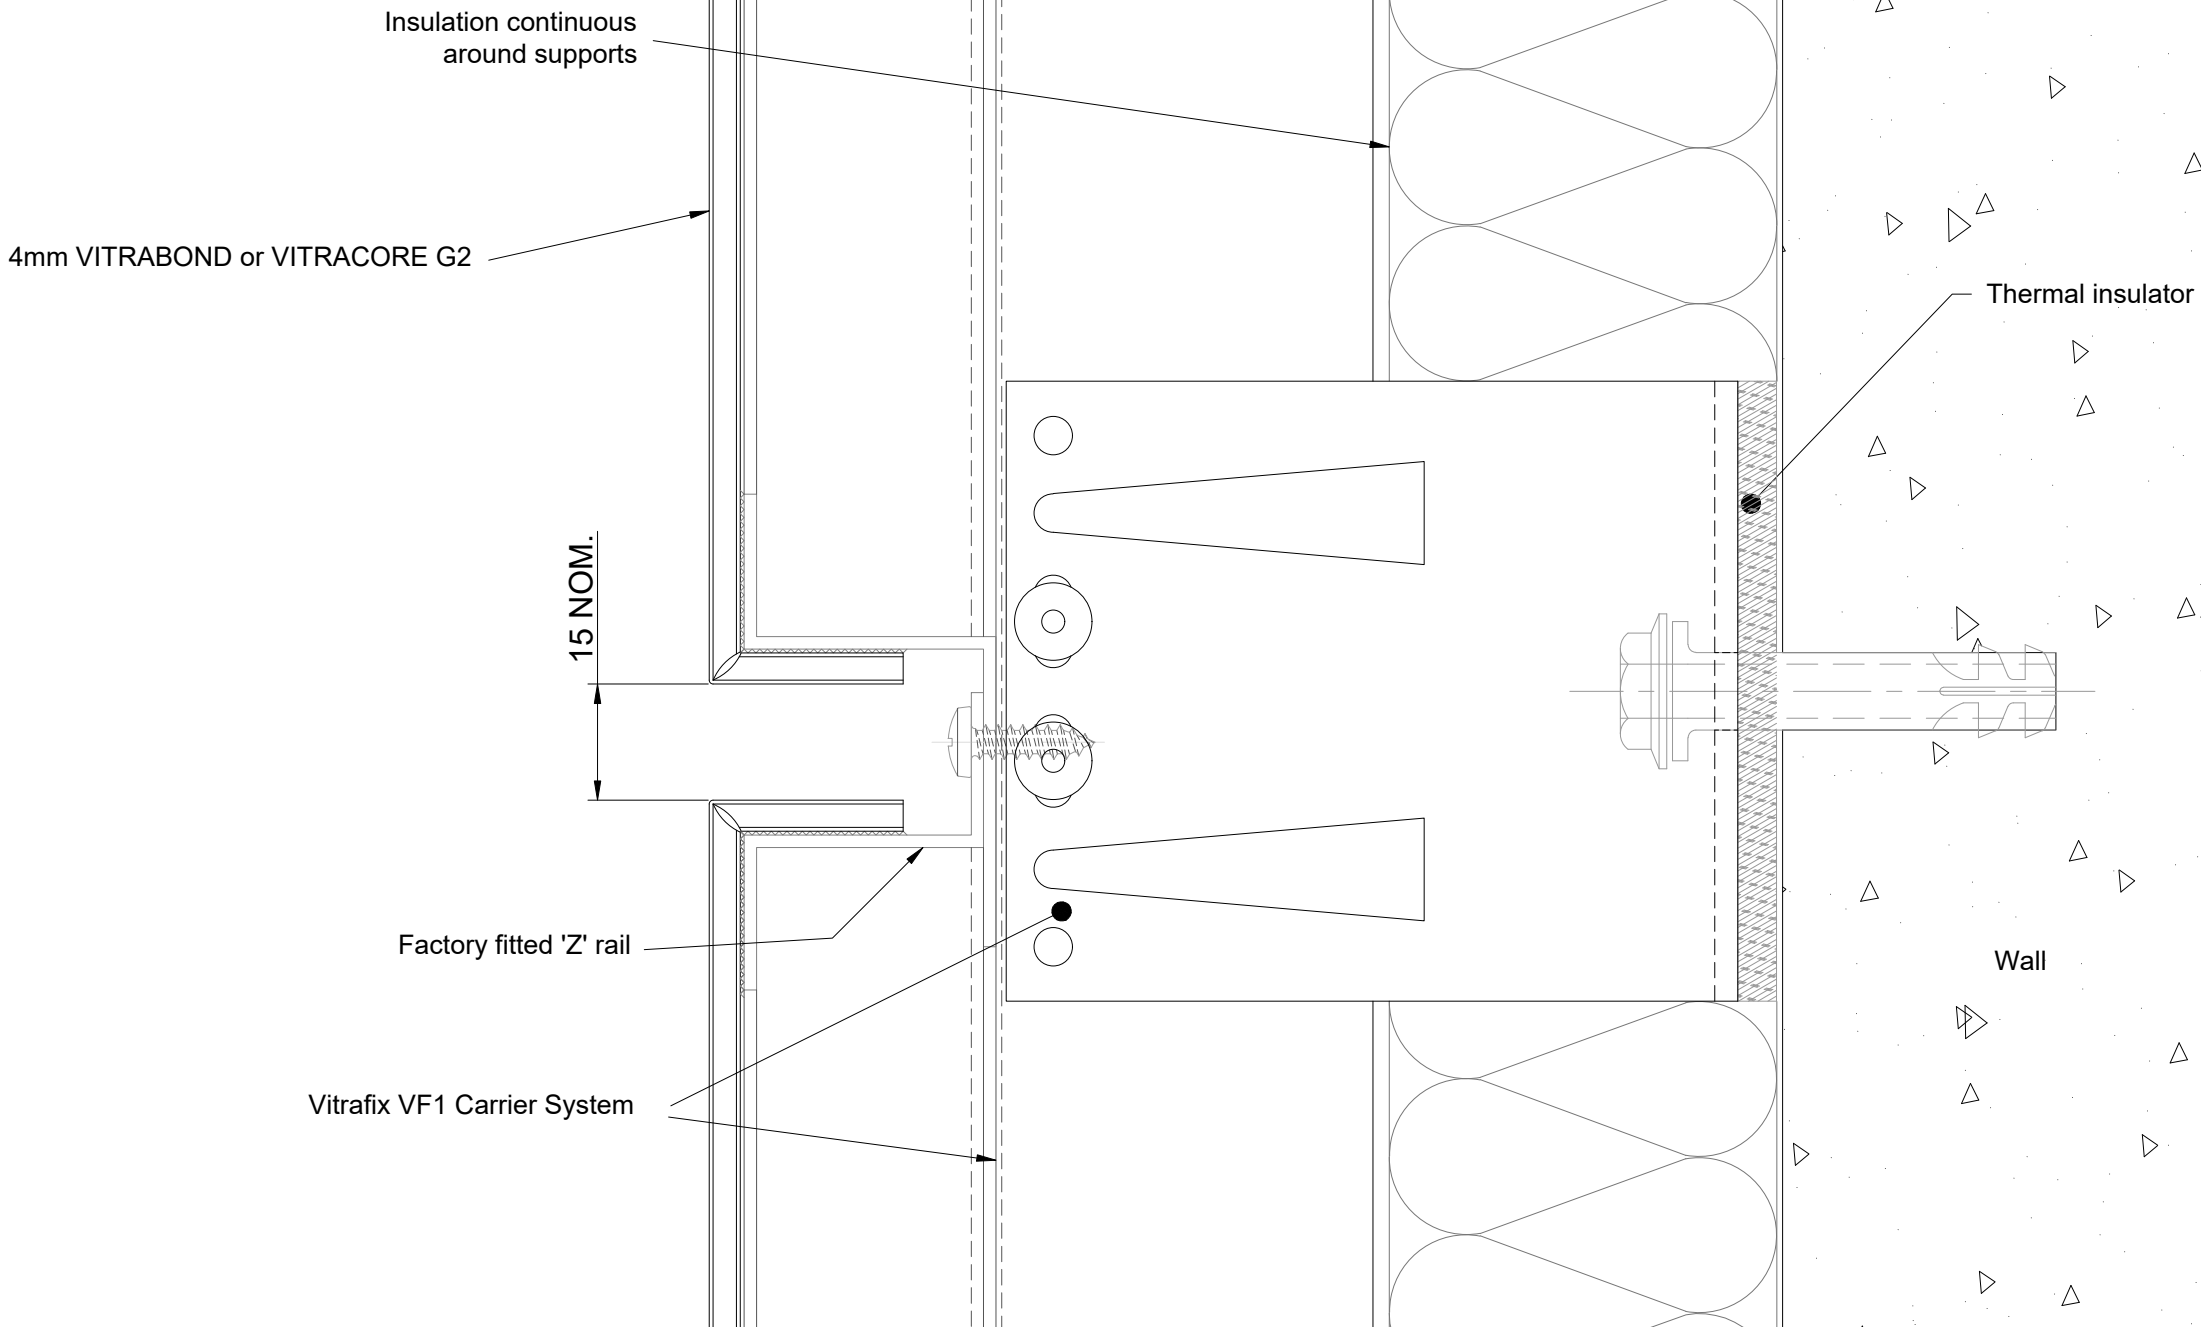 Insulation continuous
around supports
4mm VITRABOND or VITRACORE G2
Thermal insulator
15 NOM.
Factory fitted 'Z' rail
Wall
Vitrafix VF1 Carrier System